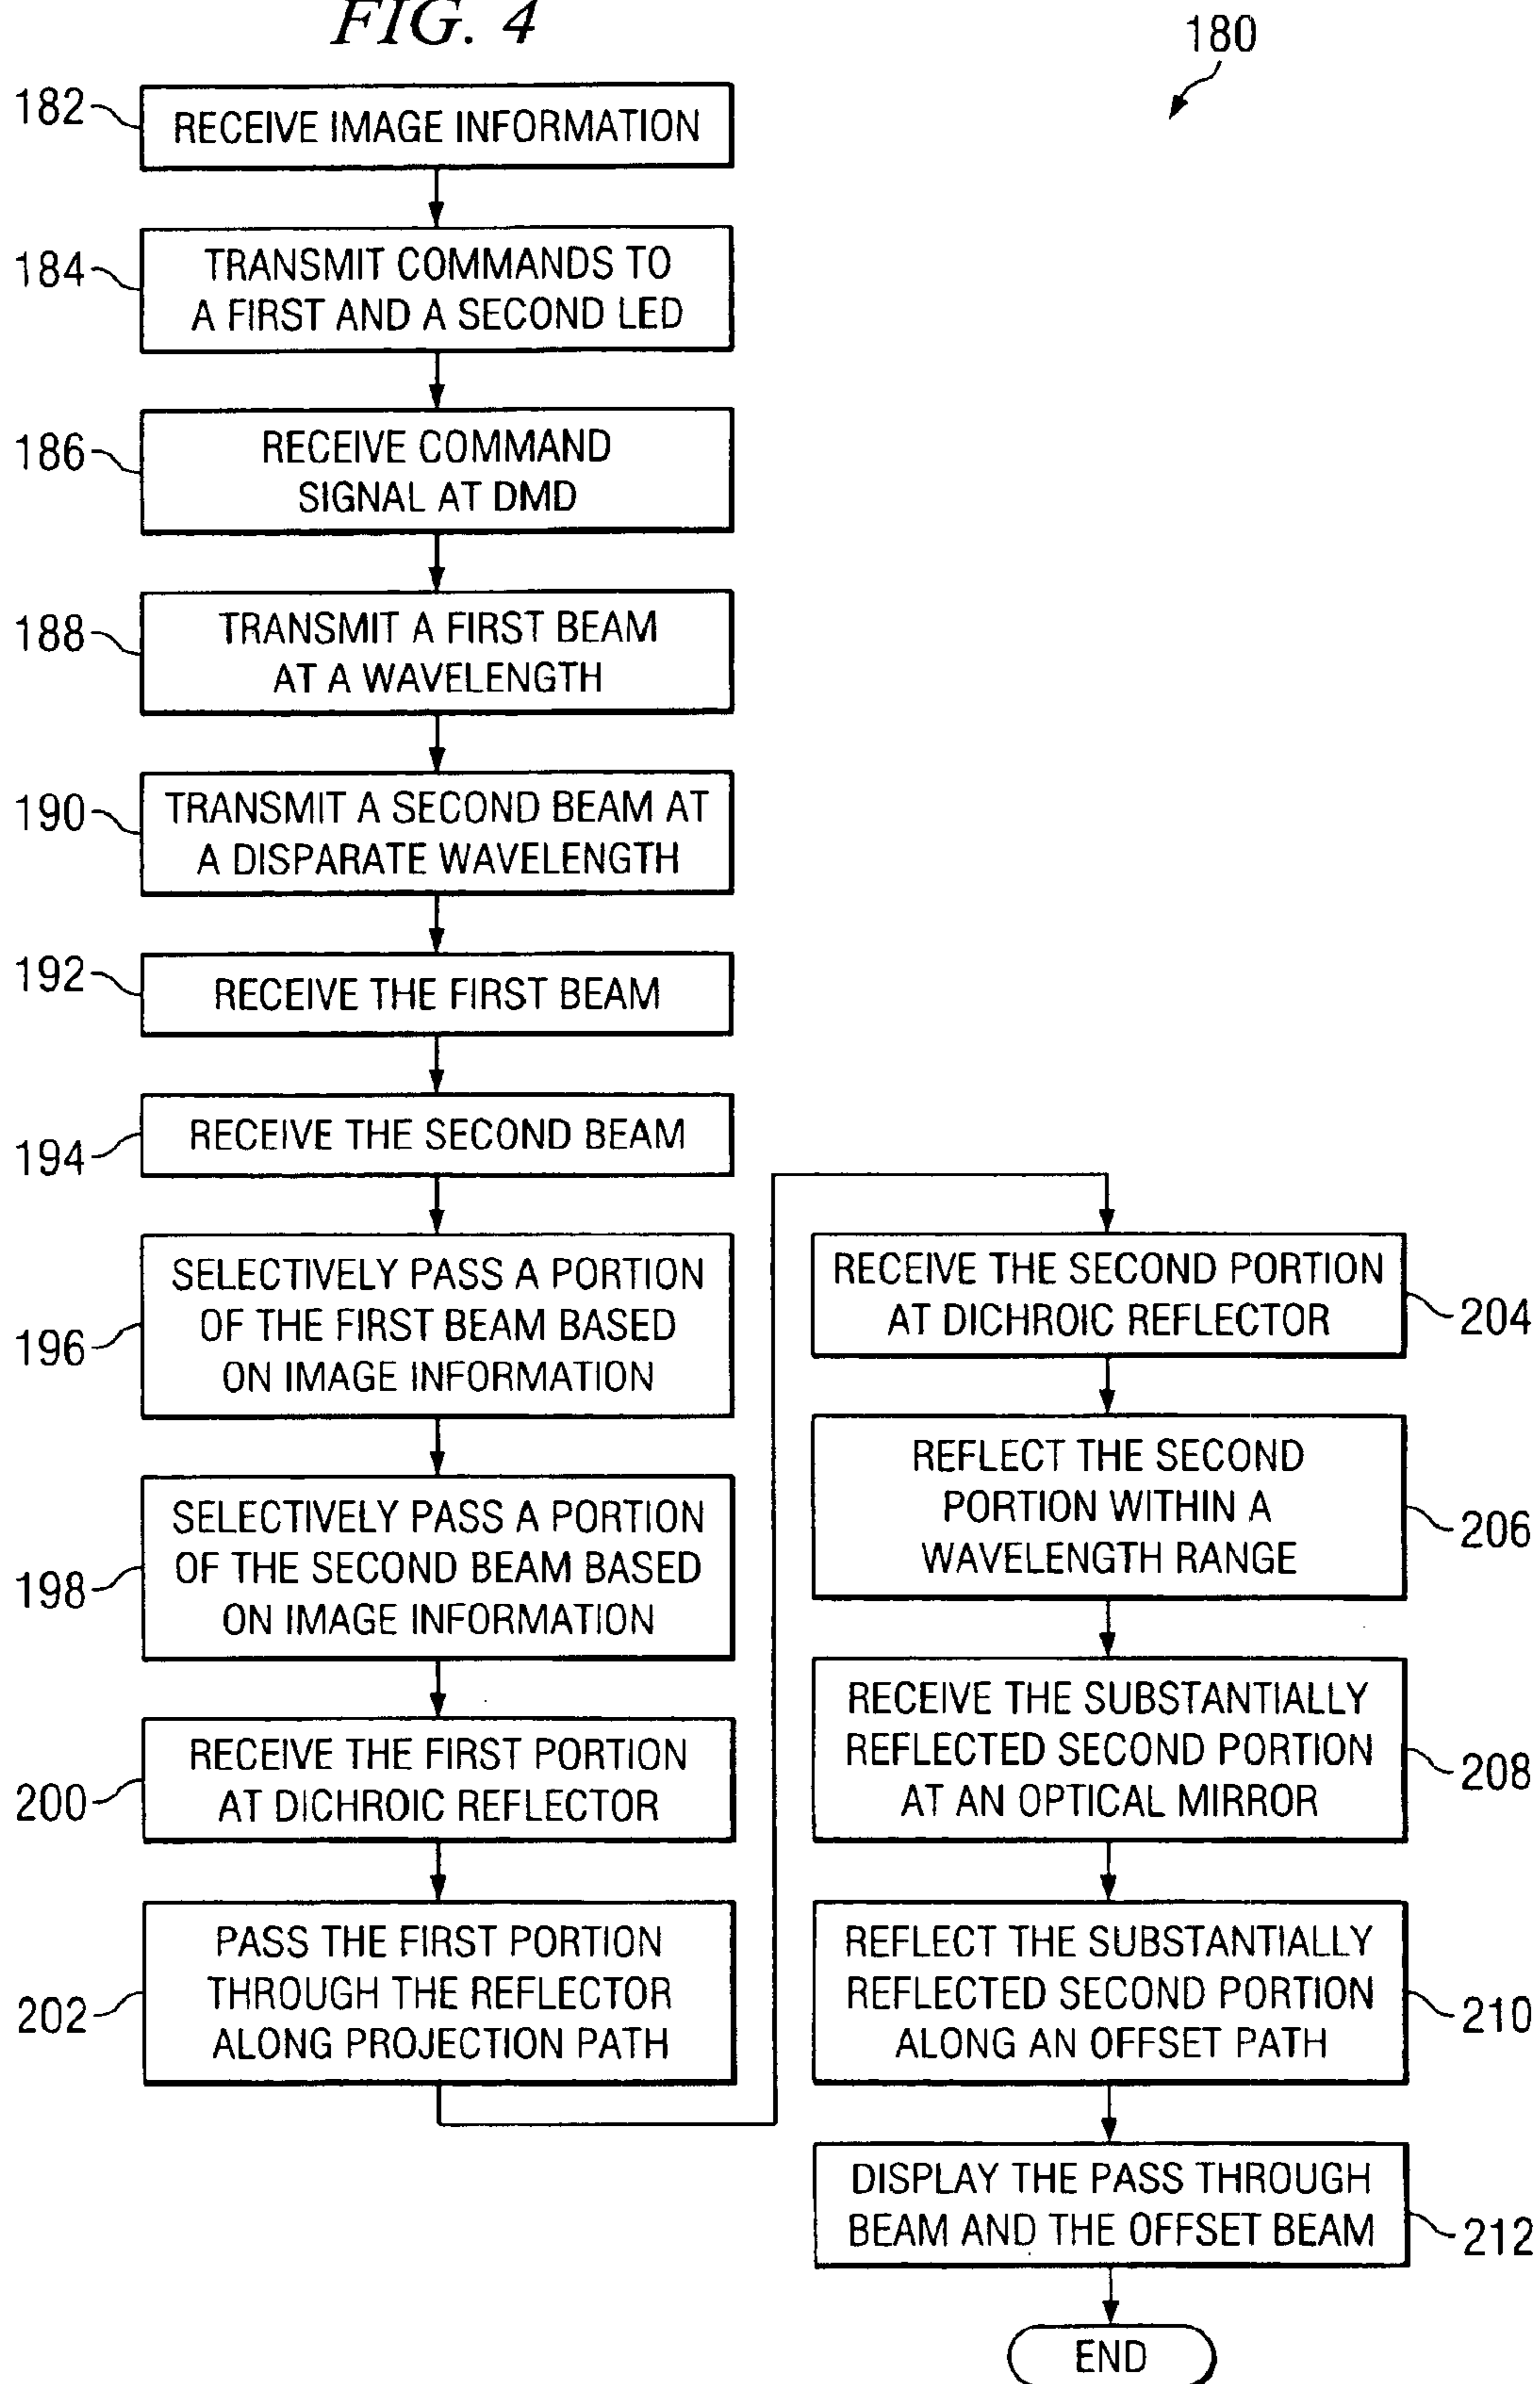 FIG. 4
180
182
RECEIVE IMAGE INFORMATION
184
TRANSMIT COMMANDS TO
A FIRST AND A SECOND LED
186
RECEIVE COMMAND
SIGNAL AT DMD
188
TRANSMIT A FIRST BEAM
AT A WAVELENGTH
190
TRANSMIT A SECOND BEAM AT
A DISPARATE WAVELENGTH
192
RECEIVE THE FIRST BEAM
194
RECEIVE THE SECOND BEAM
196
SELECTIVELY PASS A PORTION
OF THE FIRST BEAM BASED
ON IMAGE INFORMATION
198
SELECTIVELY PASS A PORTION
OF THE SECOND BEAM BASED
ON IMAGE INFORMATION
200
RECEIVE THE FIRST PORTION
AT DICHROIC REFLECTOR
202
PASS THE FIRST PORTION
THROUGH THE REFLECTOR
ALONG PROJECTION PATH
RECEIVE THE SECOND PORTION
AT DICHROIC REFLECTOR
204
REFLECT THE SECOND
PORTION WITHIN A
WAVELENGTH RANGE
206
RECEIVE THE SUBSTANTIALLY
REFLECTED SECOND PORTION
AT AN OPTICAL MIRROR
208
REFLECT THE SUBSTANTIALLY
REFLECTED SECOND PORTION
ALONG AN OFFSET PATH
210
DISPLAY THE PASS THROUGH
BEAM AND THE OFFSET BEAM
212
END